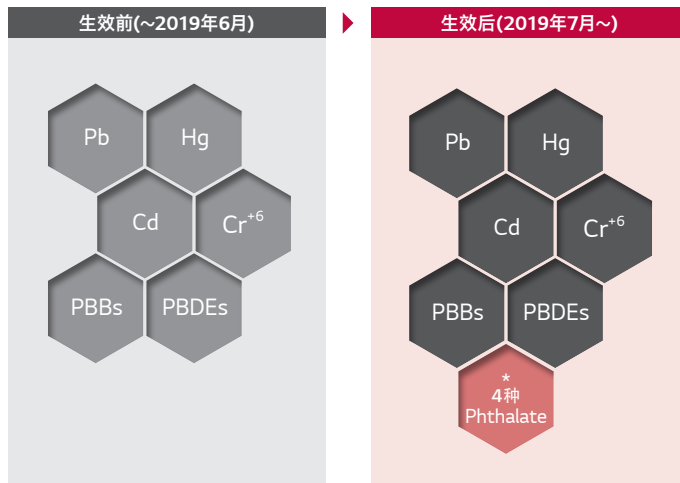 生效前(~2019年6月)
Pb
Hg
Cd
Cr+6
PBBs
PBDEs
生效后(2019年7月~)
Pb
Hg
Cd
Cr+6
PBBs
PBDEs
*
4种
Phthalate